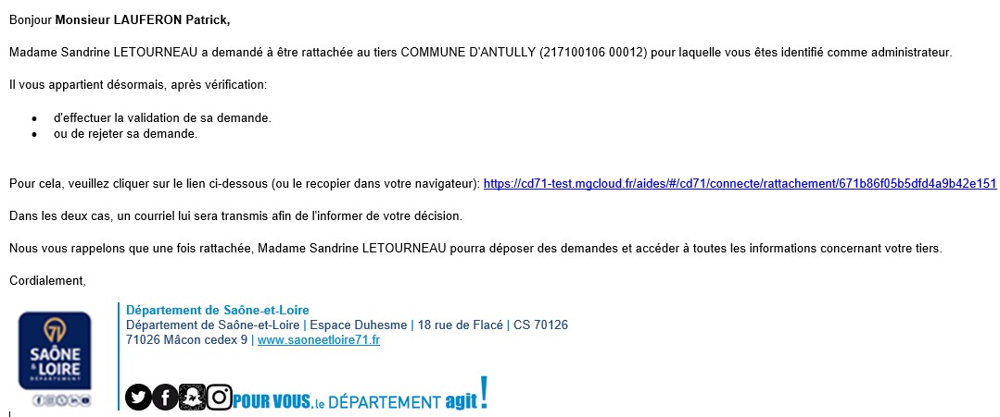 Bonjour Monsieur LAUFERON Patrick,
Madame Sandrine LETOURNEAU a demandé à être rattachée au tiers COMMUNE D'ANTULLY (217100106 00012) pour laquelle vous êtes identifié comme administrateur.
Il vous appartient désormais, après vérification:
• d'effectuer la validation de sa demande.
• ou de rejeter sa demande.
Pour cela, veuillez cliquer sur le lien ci-dessous (ou le recopier dans votre navigateur): https://cd71-test.mgcloud.fr/aides/#/cd71/connecte/rattachement/671b86f05b5dfd4a9b42e151
Dans les deux cas, un courriel lui sera transmis afin de l'informer de votre décision.
Nous vous rappelons que une fois rattachée, Madame Sandrine LETOURNEAU pourra déposer des demandes et accéder à toutes les informations concernant votre tiers.
Cordialement,
71
SAÔNE
& LOIRE
DÉPARTEMENT
Département de Saône-et-Loire
Département de Saône-et-Loire | Espace Duhesme | 18 rue de Flacé | CS 70126
71026 Mâcon cedex 9 | www.saoneetloire71.fr
POUR VOUS, le DÉPARTEMENT agit !